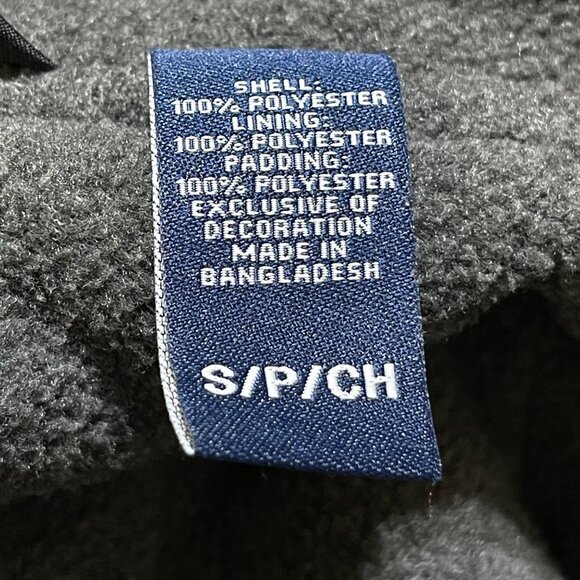 SHELL:
100% POLYESTER
LINING:
100% POLYESTER
PADDING:
100% POLYESTER
EXCLUSIVE OF
DECORATION
MADE IN
BANGLADESH
S/P/CH